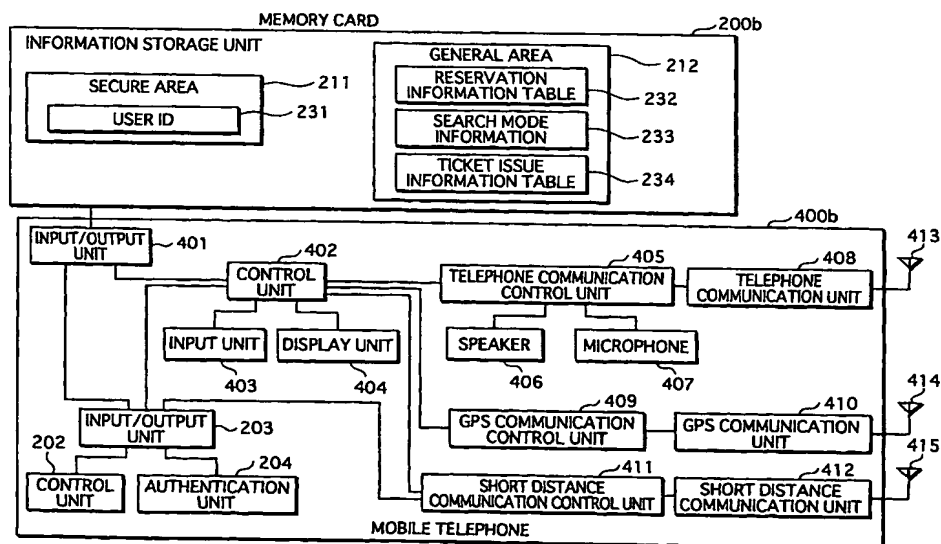 MEMORY CARD
200b
INFORMATION STORAGE UNIT
SECURE AREA
211
USER ID
231
GENERAL AREA
212
RESERVATION
INFORMATION TABLE
232
SEARCH MODE
INFORMATION
233
TICKET ISSUE
INFORMATION TABLE
234
400b
INPUT/OUTPUT
UNIT
401
402
CONTROL
UNIT
405
TELEPHONE COMMUNICATION
CONTROL UNIT
408
TELEPHONE
COMMUNICATION UNIT
413
INPUT UNIT
403
DISPLAY UNIT
404
SPEAKER
406
MICROPHONE
407
409
GPS COMMUNICATION
CONTROL UNIT
410
GPS COMMUNICATION
UNIT
414
INPUT/OUTPUT
UNIT
203
202
CONTROL
UNIT
204
AUTHENTICATION
UNIT
411
SHORT DISTANCE
COMMUNICATION CONTROL UNIT
412
SHORT DISTANCE
COMMUNICATION UNIT
415
MOBILE TELEPHONE